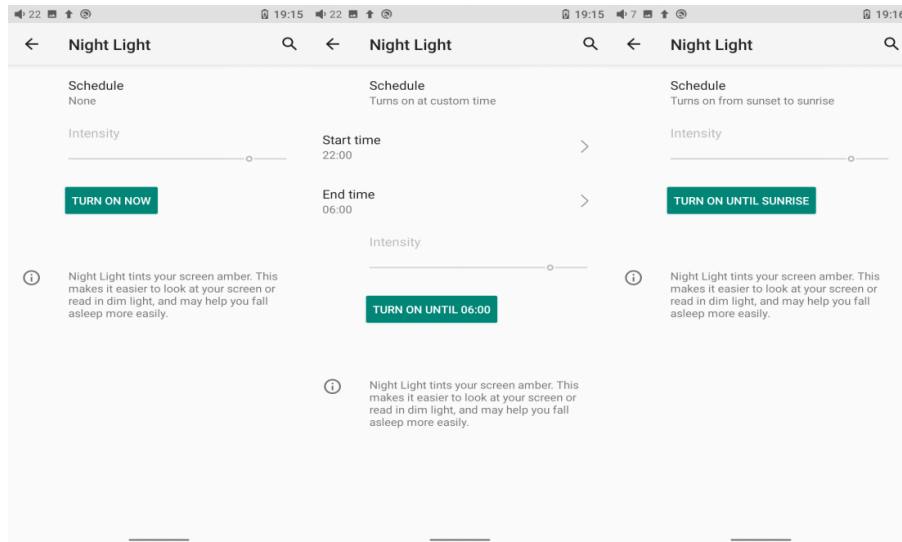 22
19:15
Night Light
Schedule
None
Intensity
TURN ON NOW
Night Light tints your screen amber. This
makes it easier to look at your screen or
read in dim light, and may help you fall
asleep more easily.
22
19:15
Night Light
Schedule
Turns on at custom time
Start time
22:00
End time
06:00
Intensity
TURN ON UNTIL 06:00
Night Light tints your screen amber. This
makes it easier to look at your screen or
read in dim light, and may help you fall
asleep more easily.
7
19:16
Night Light
Schedule
Turns on from sunset to sunrise
Intensity
TURN ON UNTIL SUNRISE
Night Light tints your screen amber. This
makes it easier to look at your screen or
read in dim light, and may help you fall
asleep more easily.